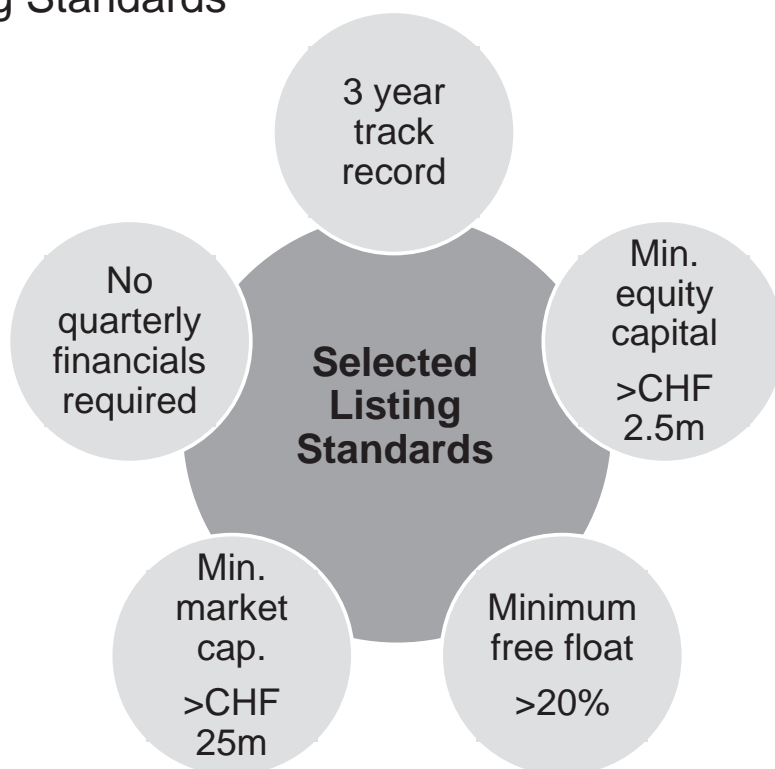 Standards
3 year
track
record
Min.
equity
capital
>CHF
2.5m
No
quarterly
financials
required
Selected
Listing
Standards
Min.
market
cap.
>CHF
25m
Minimum
free float
>20%